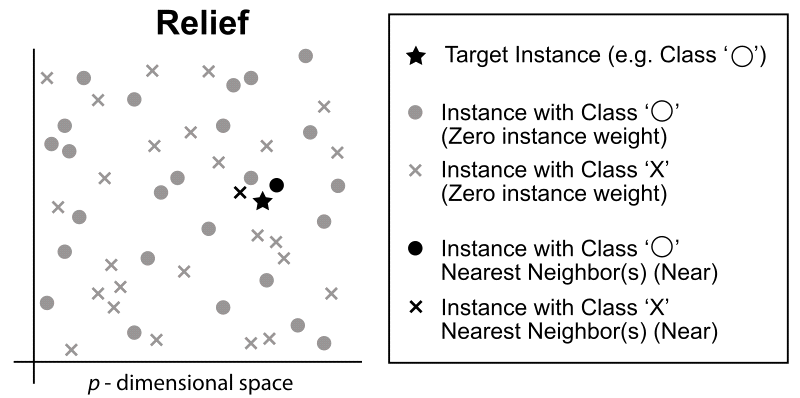 Relief
p - dimensional space
Target Instance (e.g. Class ‘◯’)
Instance with Class ‘◯’
(Zero instance weight)
Instance with Class ‘X’
(Zero instance weight)
Instance with Class ‘◯’
Nearest Neighbor(s) (Near)
Instance with Class ‘X’
Nearest Neighbor(s) (Near)